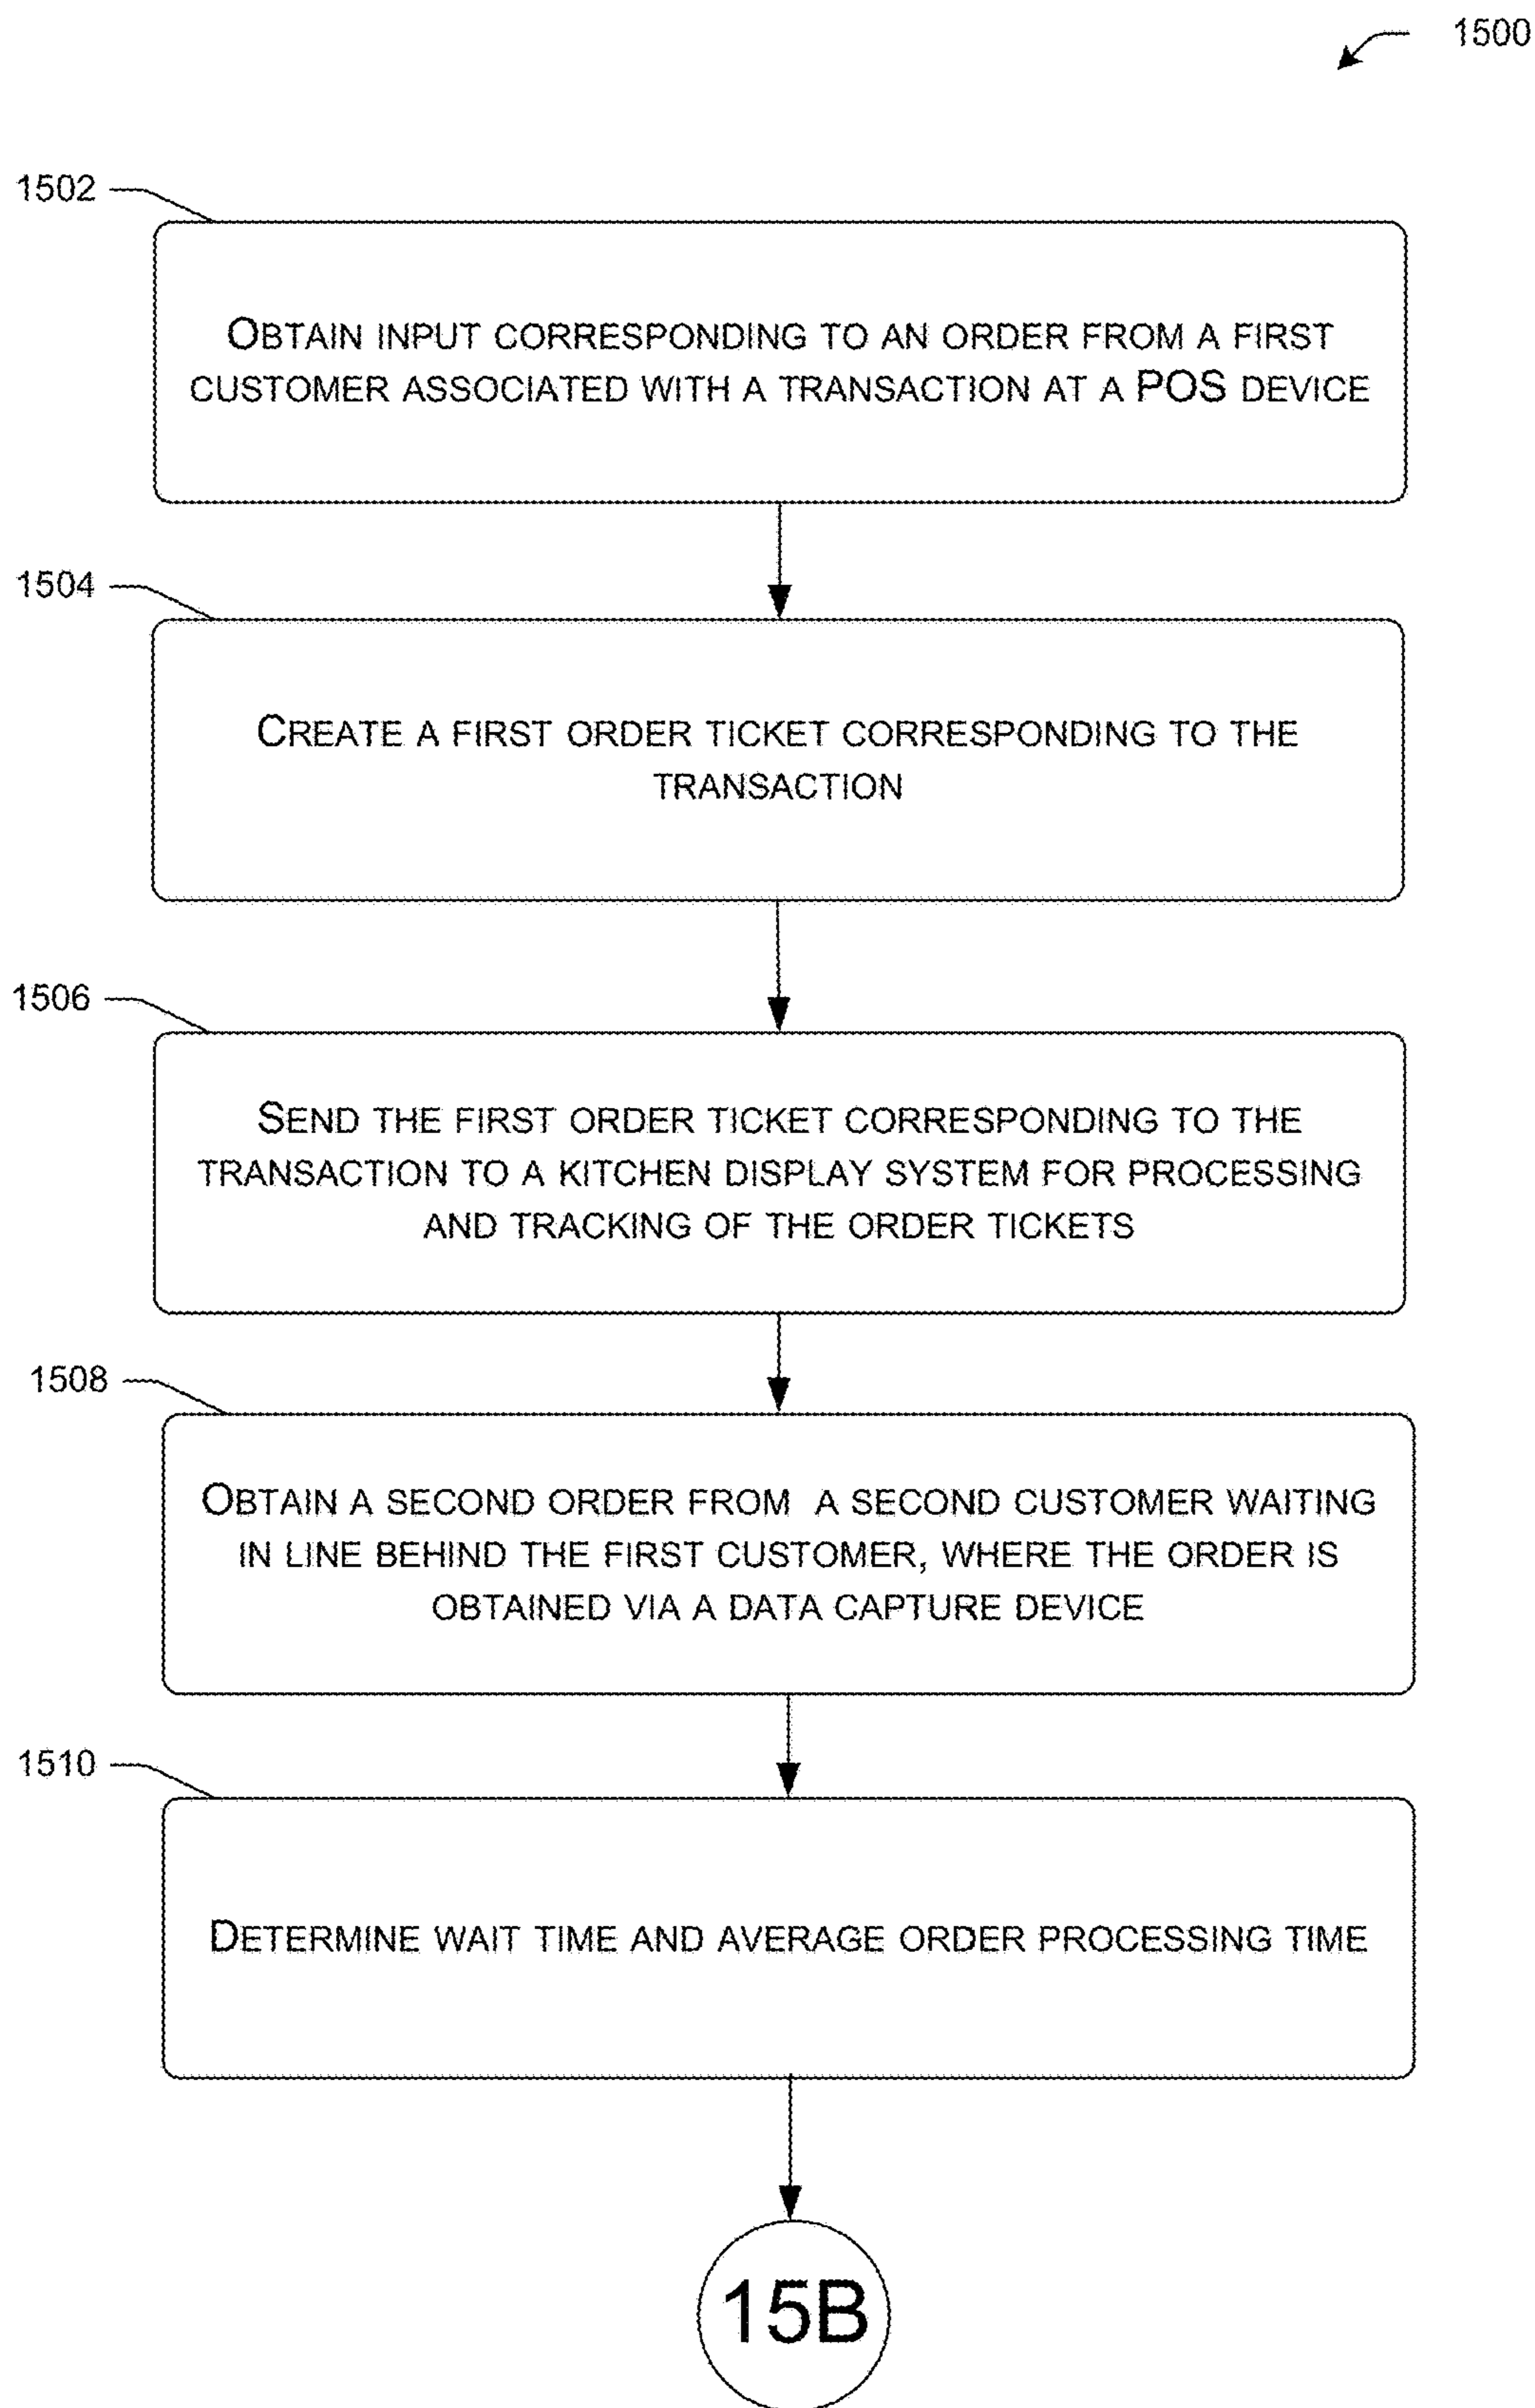 1500
1502
OBTAIN INPUT CORRESPONDING TO AN ORDER FROM A FIRST
CUSTOMER ASSOCIATED WITH A TRANSACTION AT A POS DEVICE
1504
CREATE A FIRST ORDER TICKET CORRESPONDING TO THE
TRANSACTION
1506
SEND THE FIRST ORDER TICKET CORRESPONDING TO THE
TRANSACTION TO A KITCHEN DISPLAY SYSTEM FOR PROCESSING
AND TRACKING OF THE ORDER TICKETS
1508
OBTAIN A SECOND ORDER FROM A SECOND CUSTOMER WAITING
IN LINE BEHIND THE FIRST CUSTOMER, WHERE THE ORDER IS
OBTAINED VIA A DATA CAPTURE DEVICE
1510
DETERMINE WAIT TIME AND AVERAGE ORDER PROCESSING TIME
15B